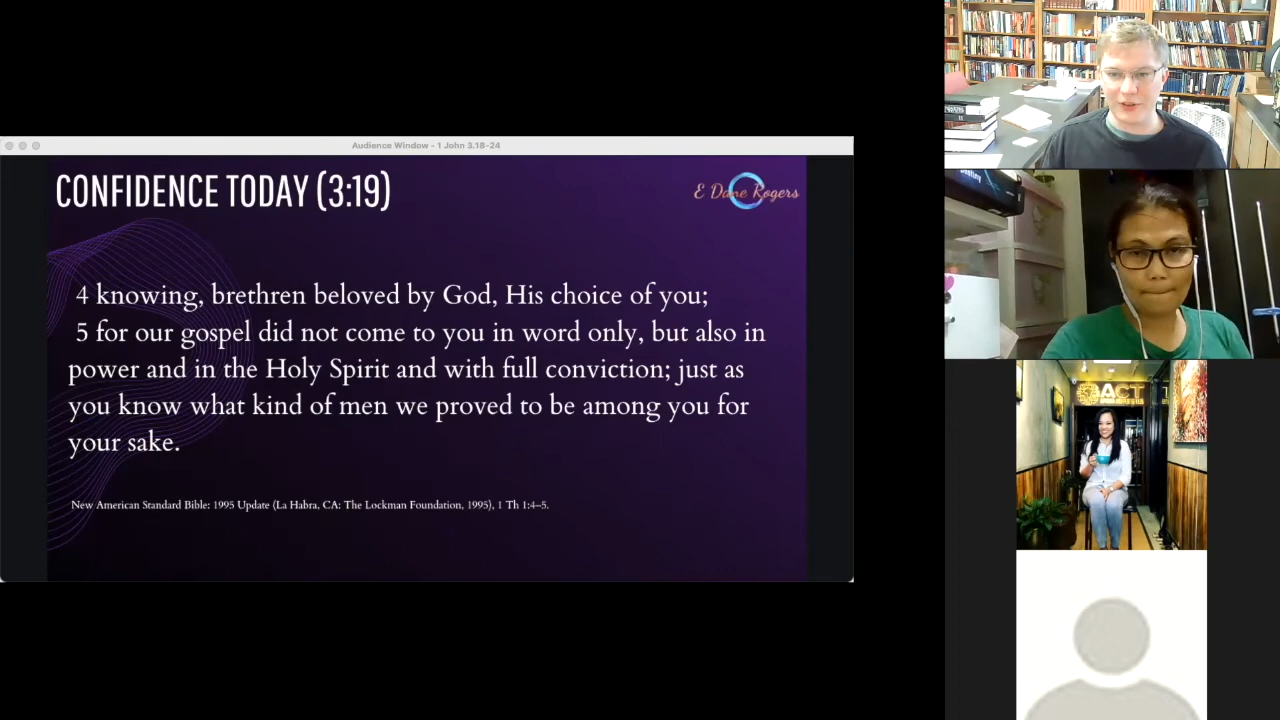 Audience Window - 1 John 3.18-24
CONFIDENCE TODAY (3:19)
E Dane Rogers
4 knowing, brethren beloved by God, His choice of you;
5 for our gospel did not come to you in word only, but also in
power and in the Holy Spirit and with full conviction; just as
you know what kind of men we proved to be among you for
your sake.
New American Standard Bible: 1995 Update (La Habra, CA: The Lockman Foundation, 1995), 1 Th 1:4–5.
ACT